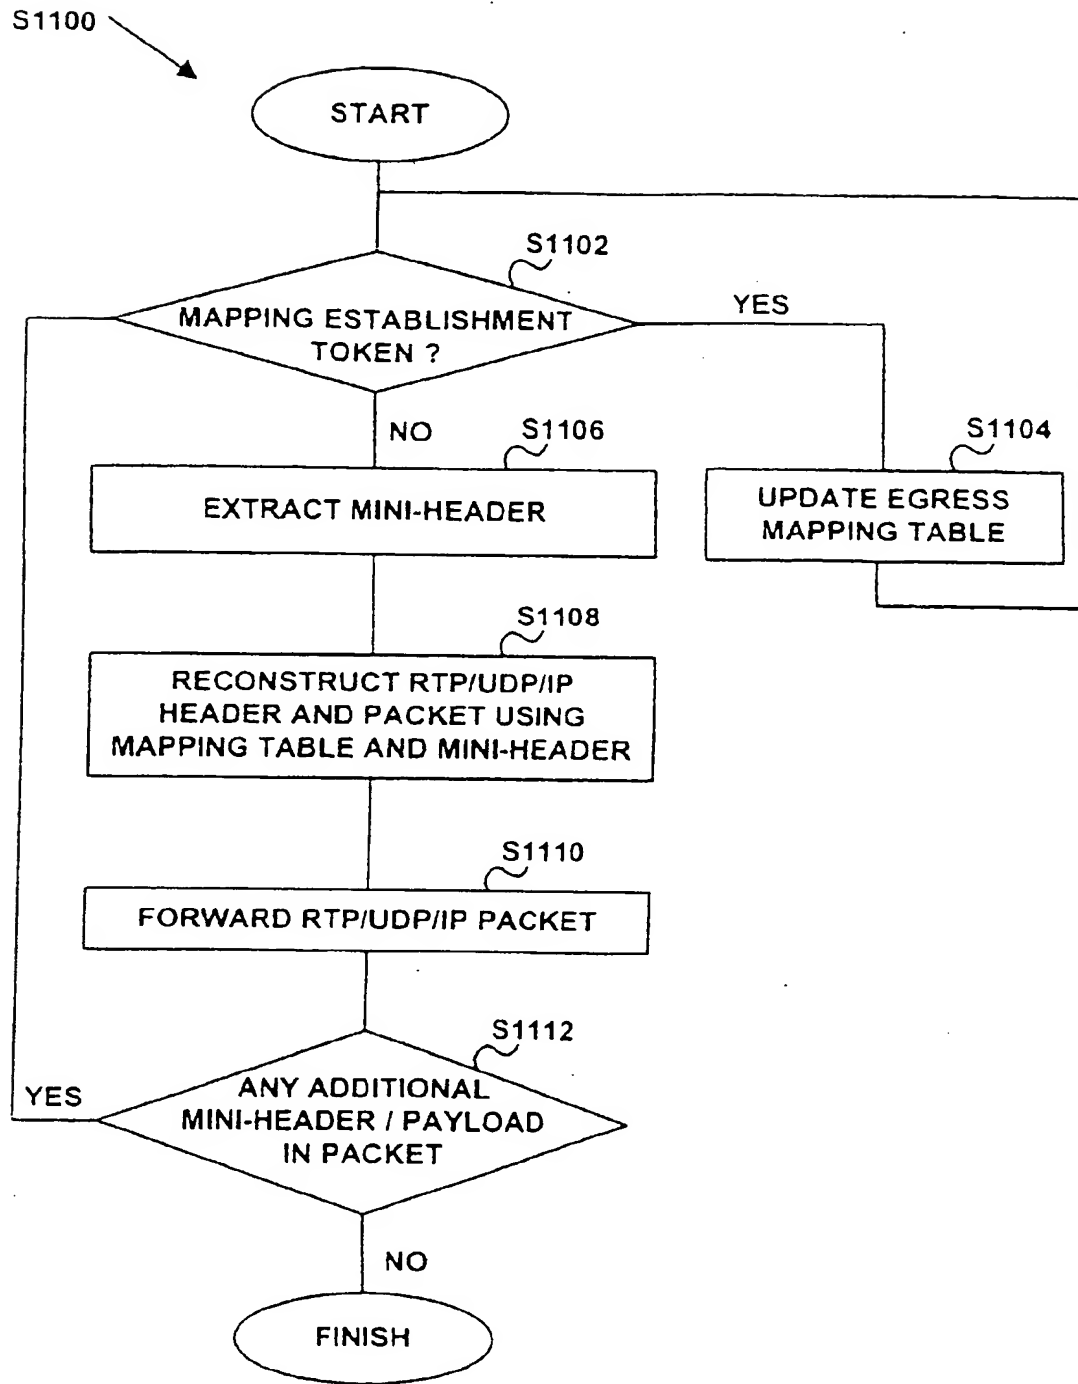 S1100
START
S1102
MAPPING ESTABLISHMENT
TOKEN ?
YES
NO
S1106
EXTRACT MINI-HEADER
S1104
UPDATE EGRESS
MAPPING TABLE
S1108
RECONSTRUCT RTP/UDP/IP
HEADER AND PACKET USING
MAPPING TABLE AND MINI-HEADER
S1110
FORWARD RTP/UDP/IP PACKET
S1112
ANY ADDITIONAL
MINI-HEADER / PAYLOAD
IN PACKET
YES
NO
FINISH